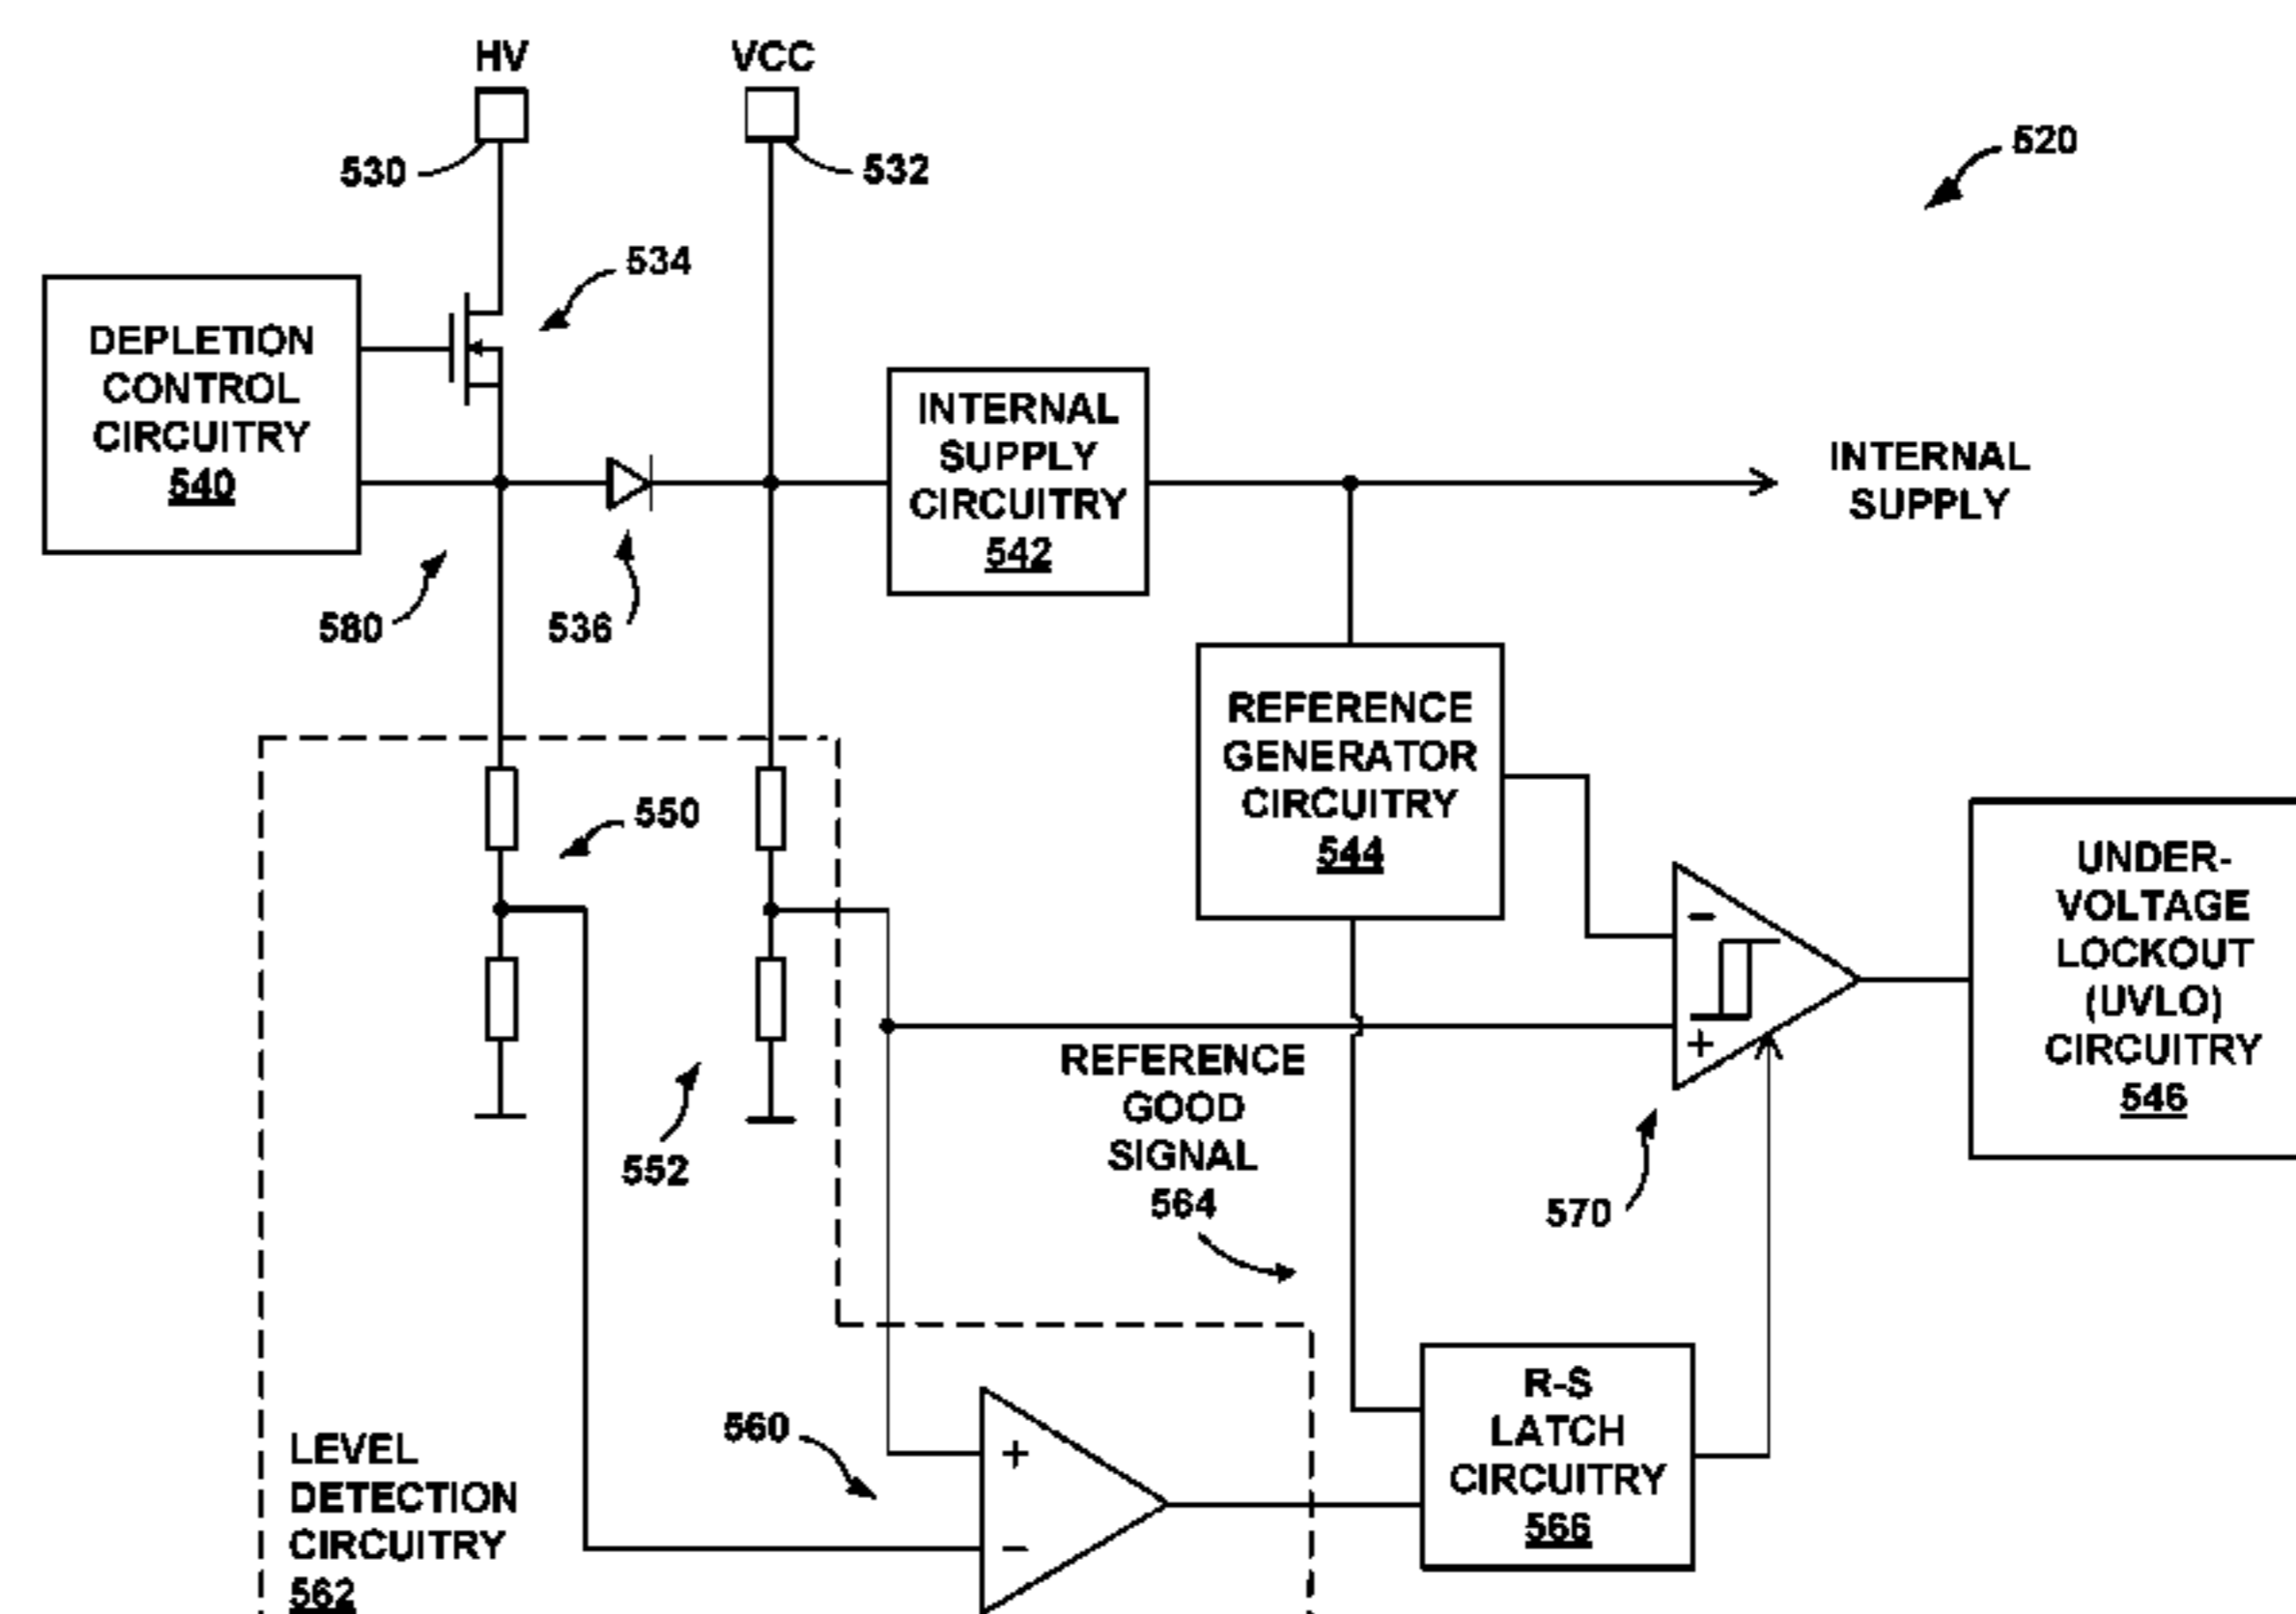 HV
VCC
530
532
520
534
DEPLETION
CONTROL
CIRCUITRY
540
INTERNAL
SUPPLY
CIRCUITRY
542
INTERNAL
SUPPLY
580
536
REFERENCE
GENERATOR
CIRCUITRY
544
550
552
UNDER-
VOLTAGE
LOCKOUT
(UVLO)
CIRCUITRY
546
-
+
REFERENCE
GOOD
SIGNAL
564
570
560
+
-
R-S
LATCH
CIRCUITRY
566
LEVEL
DETECTION
CIRCUITRY
562